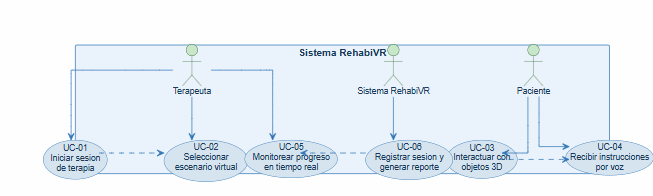 Sistema RehabiVR
Terapeuta
Sistema RehabiVR
Paciente
UC-01
Iniciar sesion
de terapia
UC-02
Seleccionar
escenario virtual
UC-05
Monitorear progreso
en tiempo real
UC-06
Registrar sesion y
generar reporte
UC-03
Interactuar con
objetos 3D
UC-04
Recibir instrucciones
por voz